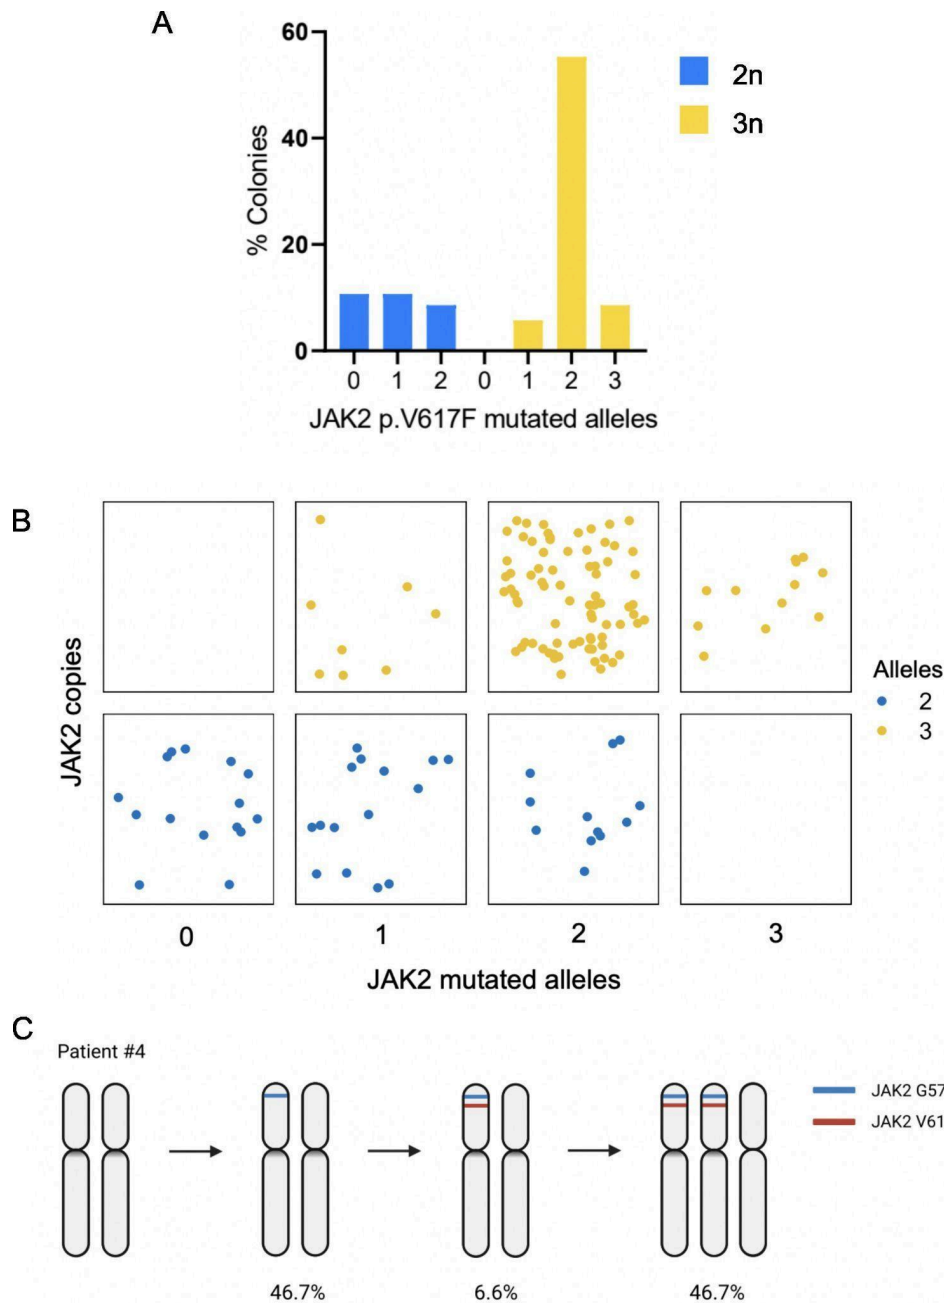 A
60
40
20
0
% Colonies
2n
3n
0 1 2 0 1 2 3
JAK2 p.V617F mutated alleles
B
JAK2 copies
Alleles
2
3
0 1 2 3
JAK2 mutated alleles
C
Patient #4
JAK2 G57
JAK2 V61
46.7% 6.6% 46.7%